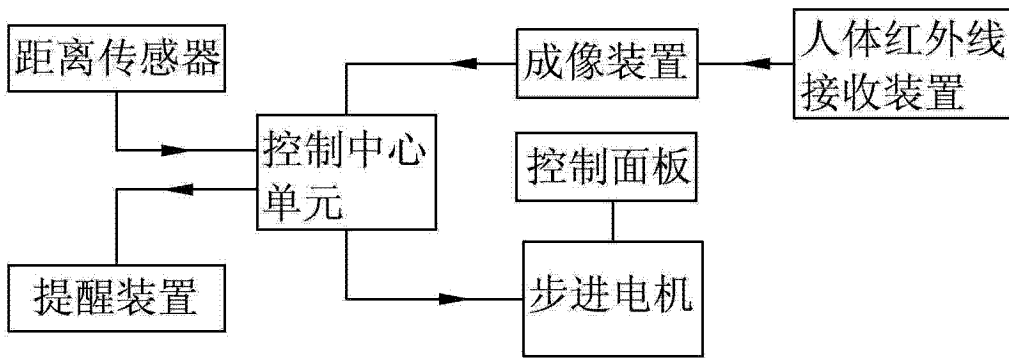 距离传感器
成像装置
人体红外线
接收装置
控制中心
单元
控制面板
提醒装置
步进电机